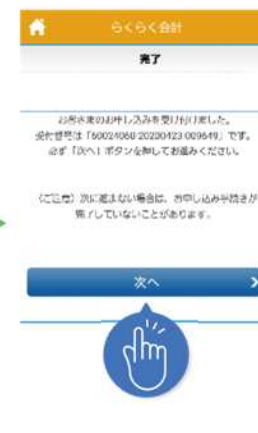 らくらく会計
完了
お客さまのお申し込みを受け付けました。
受付番号は「60024060-20200423-009649」です。
必ず「次へ」ボタンを押してお進みください。
(ご注意) 次に進まない場合は、お申し込み手続きが
完了していないことがあります。
次へ